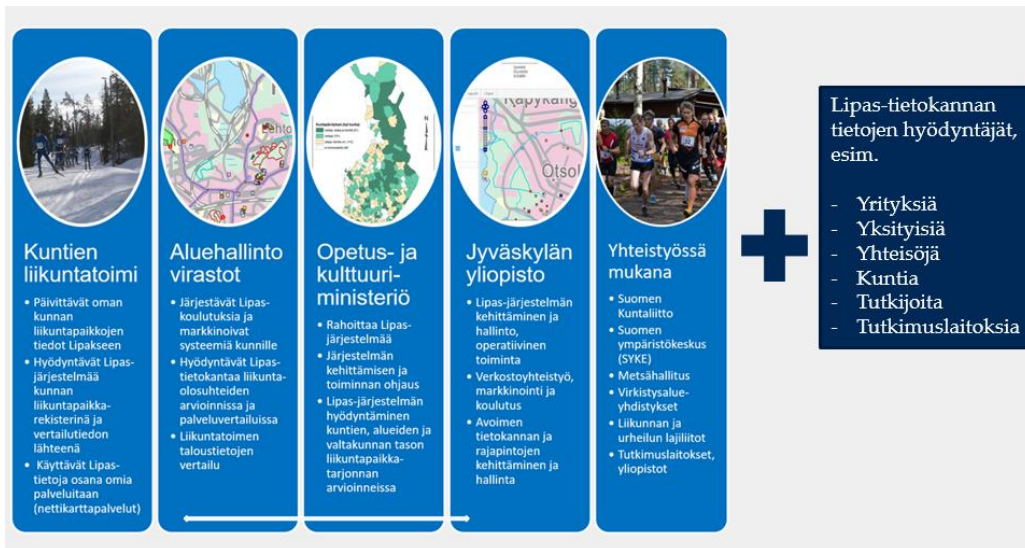 Kuntien
liikuntatoimi
• Päivittävät oman
kunnan
liikuntapaikkojen
tiedot Lipakseen
• Hyödyntävät Lipas-
järjestelmää
kunnan
liikuntapaikka-
rekisterinä ja
vertailutiedon
lähteenä
• Käyttävät Lipas-
tietoja osana omia
palveluitaan
(nettikarttapalvelut)
Aluehallinto
virastot
• Järjestävät Lipas-
koulutuksia ja
markkinoivat
systeemiä kunnille
• Hyödyntävät Lipas-
tietokantaa liikunta-
olosuhteiden
arvioinnissa ja
palveluvertailuissa
• Liikuntatoimen
taloustietojen
vertailu
Opetus- ja
kulttuuri-
ministeriö
• Rahoittaa Lipas-
järjestelmää
• Järjestelmän
kehittämisen ja
toiminnan ohjaus
• Lipas-järjestelmän
hyödyntäminen
kuntien, alueiden ja
valtakunnan tason
liikuntapaikka-
tarjonnan
arvioinneissa
Otsol
Jyväskylän
yliopisto
• Lipas-järjestelmän
kehittäminen ja
hallinto,
operatiivinen
toiminta
• Verkostoyhteistyö,
markkinointi ja
koulutus
• Avoimen
tietokannan ja
rajapintojen
kehittäminen ja
hallinta
Yhteistyössä
mukana
• Suomen
Kuntaliitto
• Suomen
ympäristökeskus
(SYKE)
• Metsähallitus
• Virkistysalue-
yhdistykset
• Liikunnan ja
urheilun lajiliitot
• Tutkimuslaitokset,
yliopistot
Lipas-tietokannan
tietojen hyödyntäjät,
esim.
- Yrityksiä
- Yksityisiä
- Yhteisöjä
- Kuntia
- Tutkijoita
- Tutkimuslaitoksia